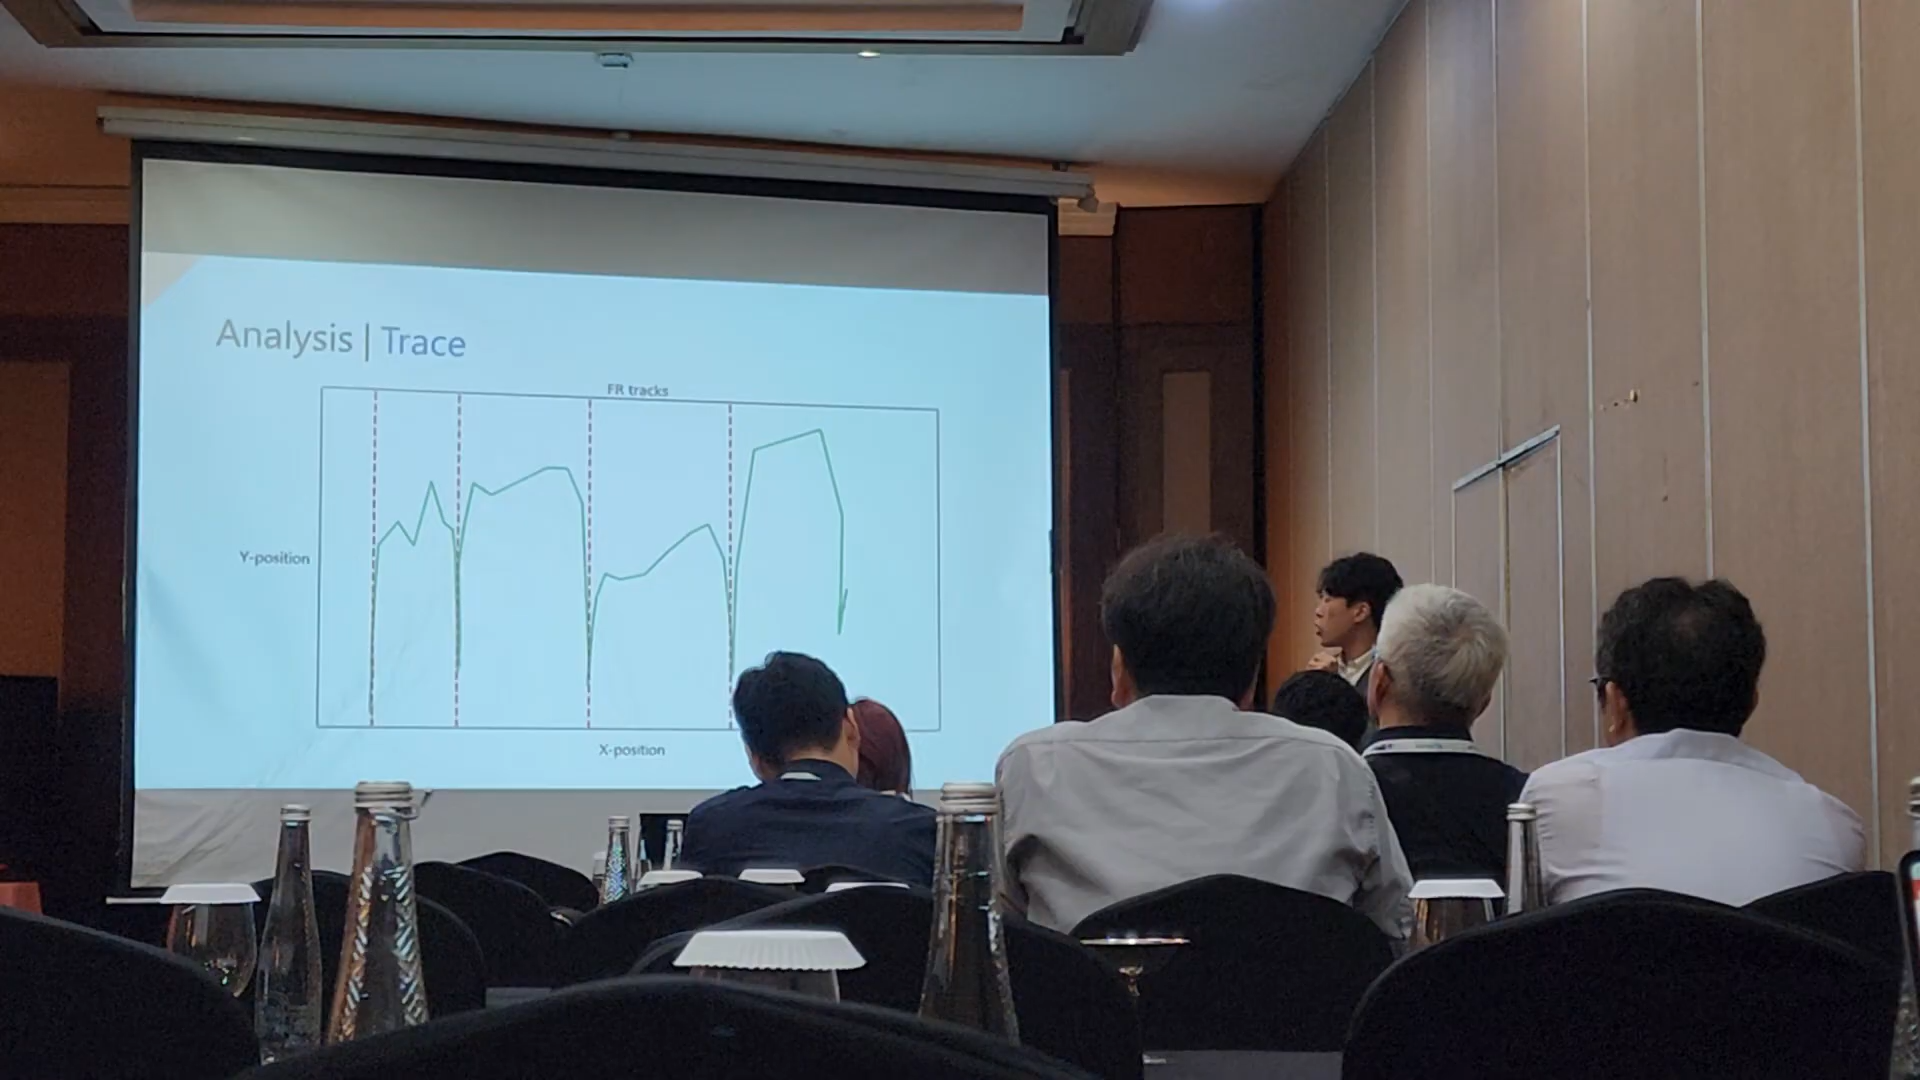 Analysis | Trace
FR tracks
Y-position
X-position